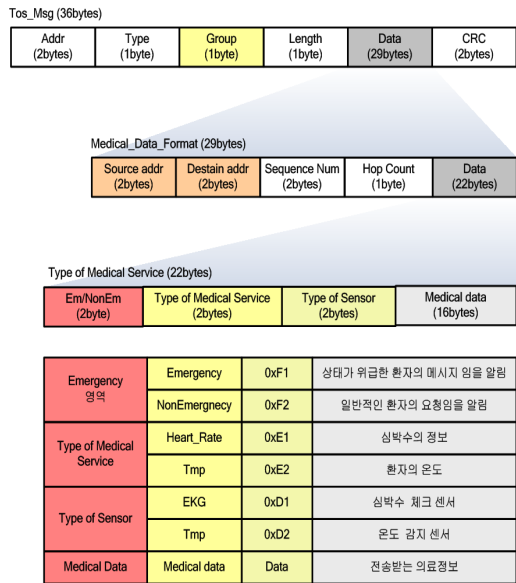 Tos_Msg (36bytes)
Addr
(2bytes)
Type
(1byte)
Group
(1byte)
Length
(1byte)
Data
(29bytes)
CRC
(2bytes)
Medical_Data_Format (29bytes)
Source addr
(2bytes)
Destain addr
(2bytes)
Sequence Num
(2bytes)
Hop Count
(1byte)
Data
(22bytes)
Type of Medical Service (22bytes)
Em/NonEm
(2byte)
Type of Medical Service
(2bytes)
Type of Sensor
(2bytes)
Medical data
(16bytes)
Emergency
영역
Emergency
0xF1
상태가 위급한 환자의 메시지 임을 알림
NonEmergnecy
0xF2
일반적인 환자의 요청임을 알림
Type of Medical
Service
Heart_Rate
0xE1
심박수의 정보
Tmp
0xE2
환자의 온도
Type of Sensor
EKG
0xD1
심박수 체크 센서
Tmp
0xD2
온도 감지 센서
Medical Data
Medical data
Data
전송받는 의료정보